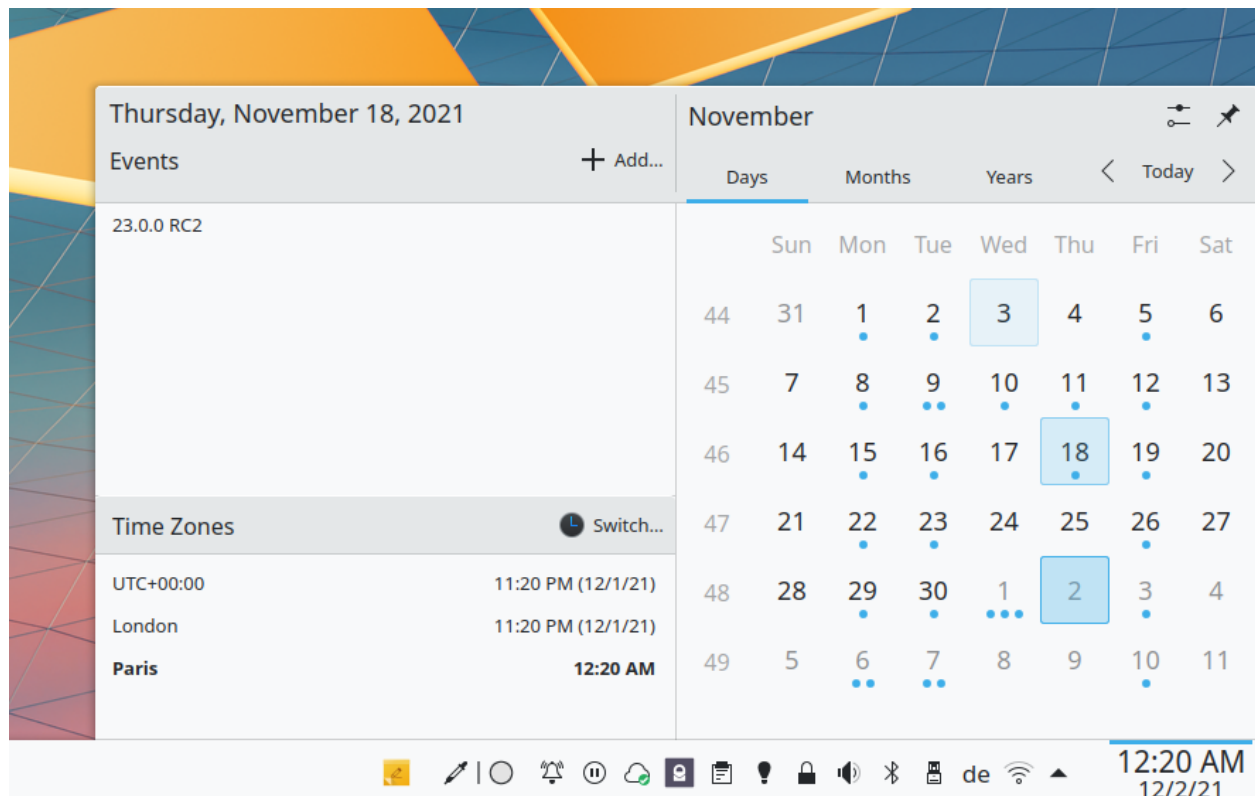 Thursday, November 18, 2021
Events
Add...
23.0.0 RC2
Time Zones
Switch...
UTC+00:00 11:20 PM (12/1/21)
London 11:20 PM (12/1/21)
Paris 12:20 AM
November
Days Months Years Today
Sun Mon Tue Wed Thu Fri Sat
44 31 1 2 3 4 5 6
45 7 8 9 10 11 12 13
46 14 15 16 17 18 19 20
47 21 22 23 24 25 26 27
48 28 29 30 1 2 3 4
49 5 6 7 8 9 10 11
de
12:20 AM
12/2/21